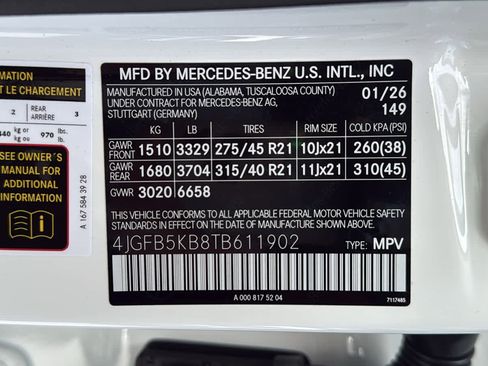 MATION
T LE CHARGEMENT
2
REAR
ARRIÈRE
3
440 kg or
kg ou
970 lbs.
lb.
SEE OWNER'S
MANUAL FOR
ADDITIONAL
INFORMATION
A 167 584 39 28
MFD BY MERCEDES-BENZ U.S. INTL., INC
MANUFACTURED IN USA (ALABAMA, TUSCALOOSA COUNTY)
UNDER CONTRACT FOR MERCEDES-BENZ AG,
STUTTGART (GERMANY)
01/26
149
KG LB TIRES RIM SIZES COLD KPA (PSI)
GAWR
FRONT 1510 3329 275/45 R21 10Jx21 260(38)
GAWR
REAR 1680 3704 315/40 R21 11Jx21 310(45)
GVWR 3020 6658
THIS VEHICLE CONFORMS TO ALL APPLICABLE FEDERAL MOTOR
VEHICLE SAFETY STANDARDS IN EFFECT ON THE DATE OF
MANUFACTURE SHOWN ABOVE.
4JGFB5KB8TB611902 TYPE: MPV
A 000 817 52 04
7117485